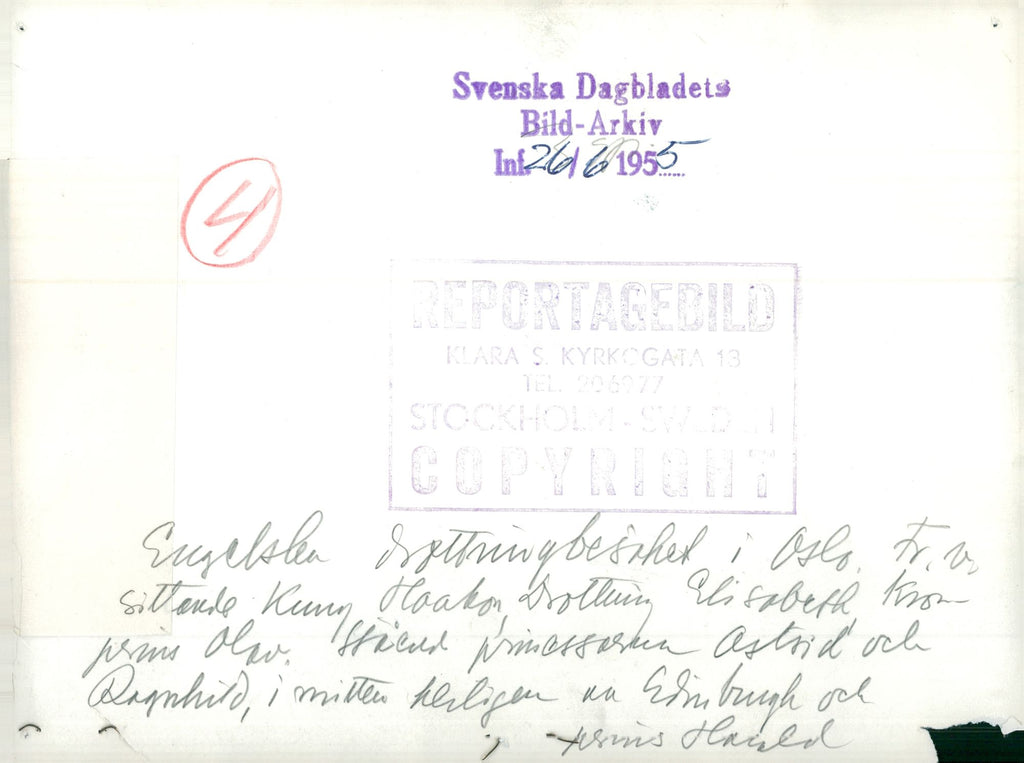 Svenska Dagbladets
Bild-Arkiv
Inf. 26/6 1955
4
REPORTAGEBILD
KLARA S. KYRKOGATA 13
TEL. 206977
STOCKHOLM - SWEDEN
COPYRIGHT
Engelska drottningbesöket i Oslo. Fr. v.
sittande Kung Haakon, Drottning Elisabeth, Kron-
prins Olav. Stående prinsessorna Astrid och
Ragnhild, i mitten hertigen av Edinburgh och
prins Harald